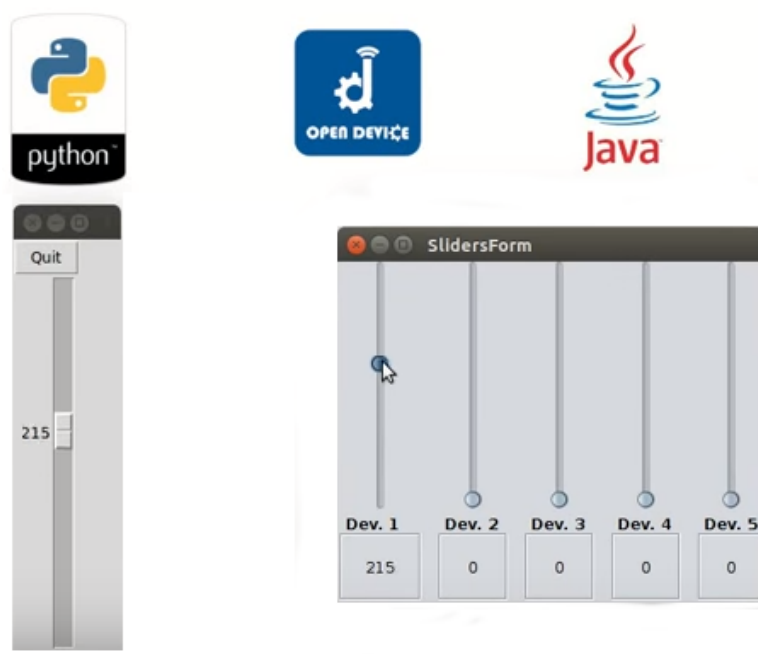 python™
OPEN DEVICE
Java
SlidersForm
Quit
215
Dev. 1 Dev. 2 Dev. 3 Dev. 4 Dev. 5
215 0 0 0 0